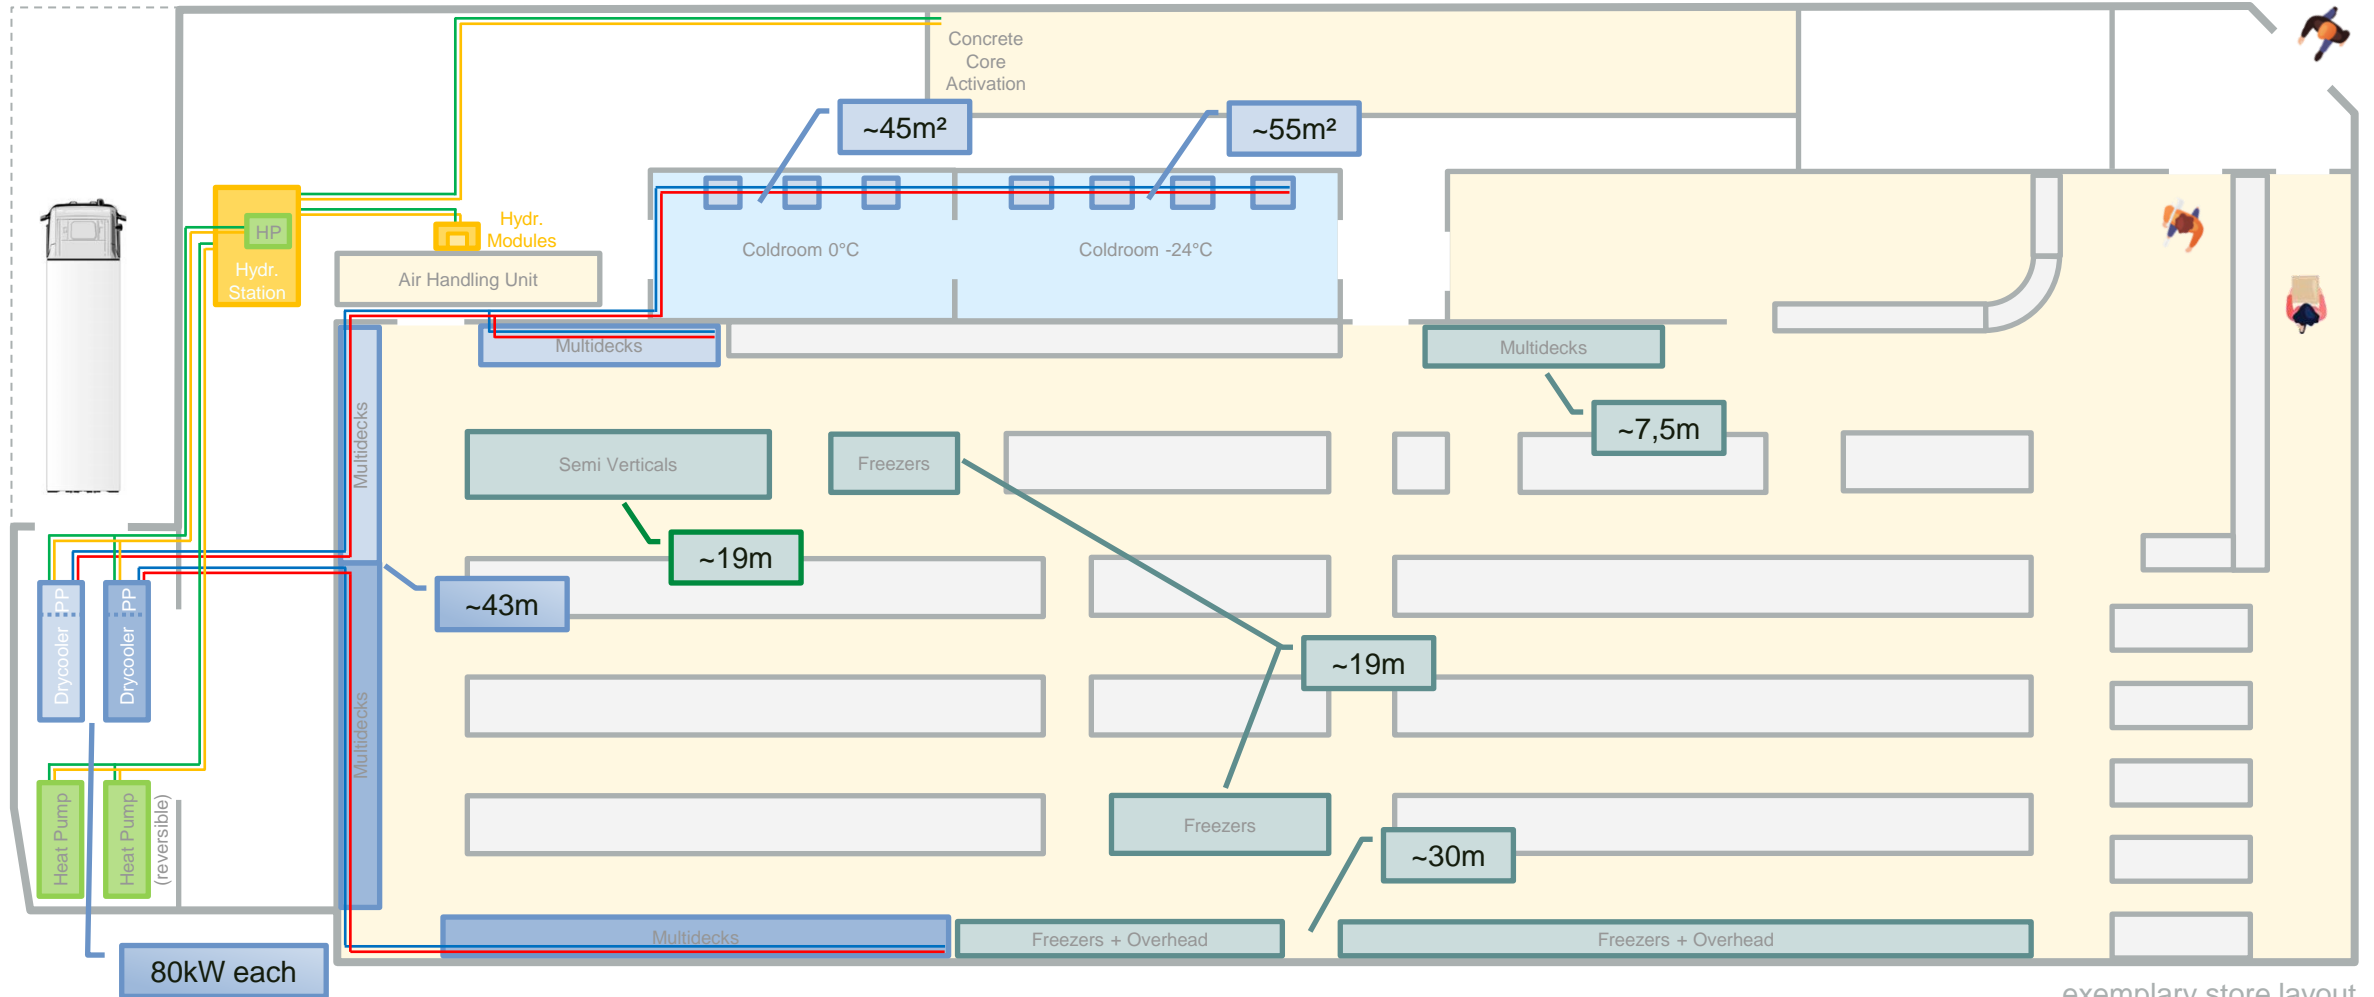 Concrete
Core
Activation
~45m²
~55m²
HP
Hydr.
Station
Hydr.
Modules
Air Handling Unit
Coldroom 0°C
Coldroom -24°C
Multidecks
Multidecks
~7,5m
Multidecks
Semi Verticals
Freezers
~19m
~43m
PP
Drycooler
PP
Drycooler
Multidecks
~19m
Heat Pump
Heat Pump
(reversible)
Freezers
~30m
Multidecks
Freezers + Overhead
Freezers + Overhead
80kW each
exemplary store layout